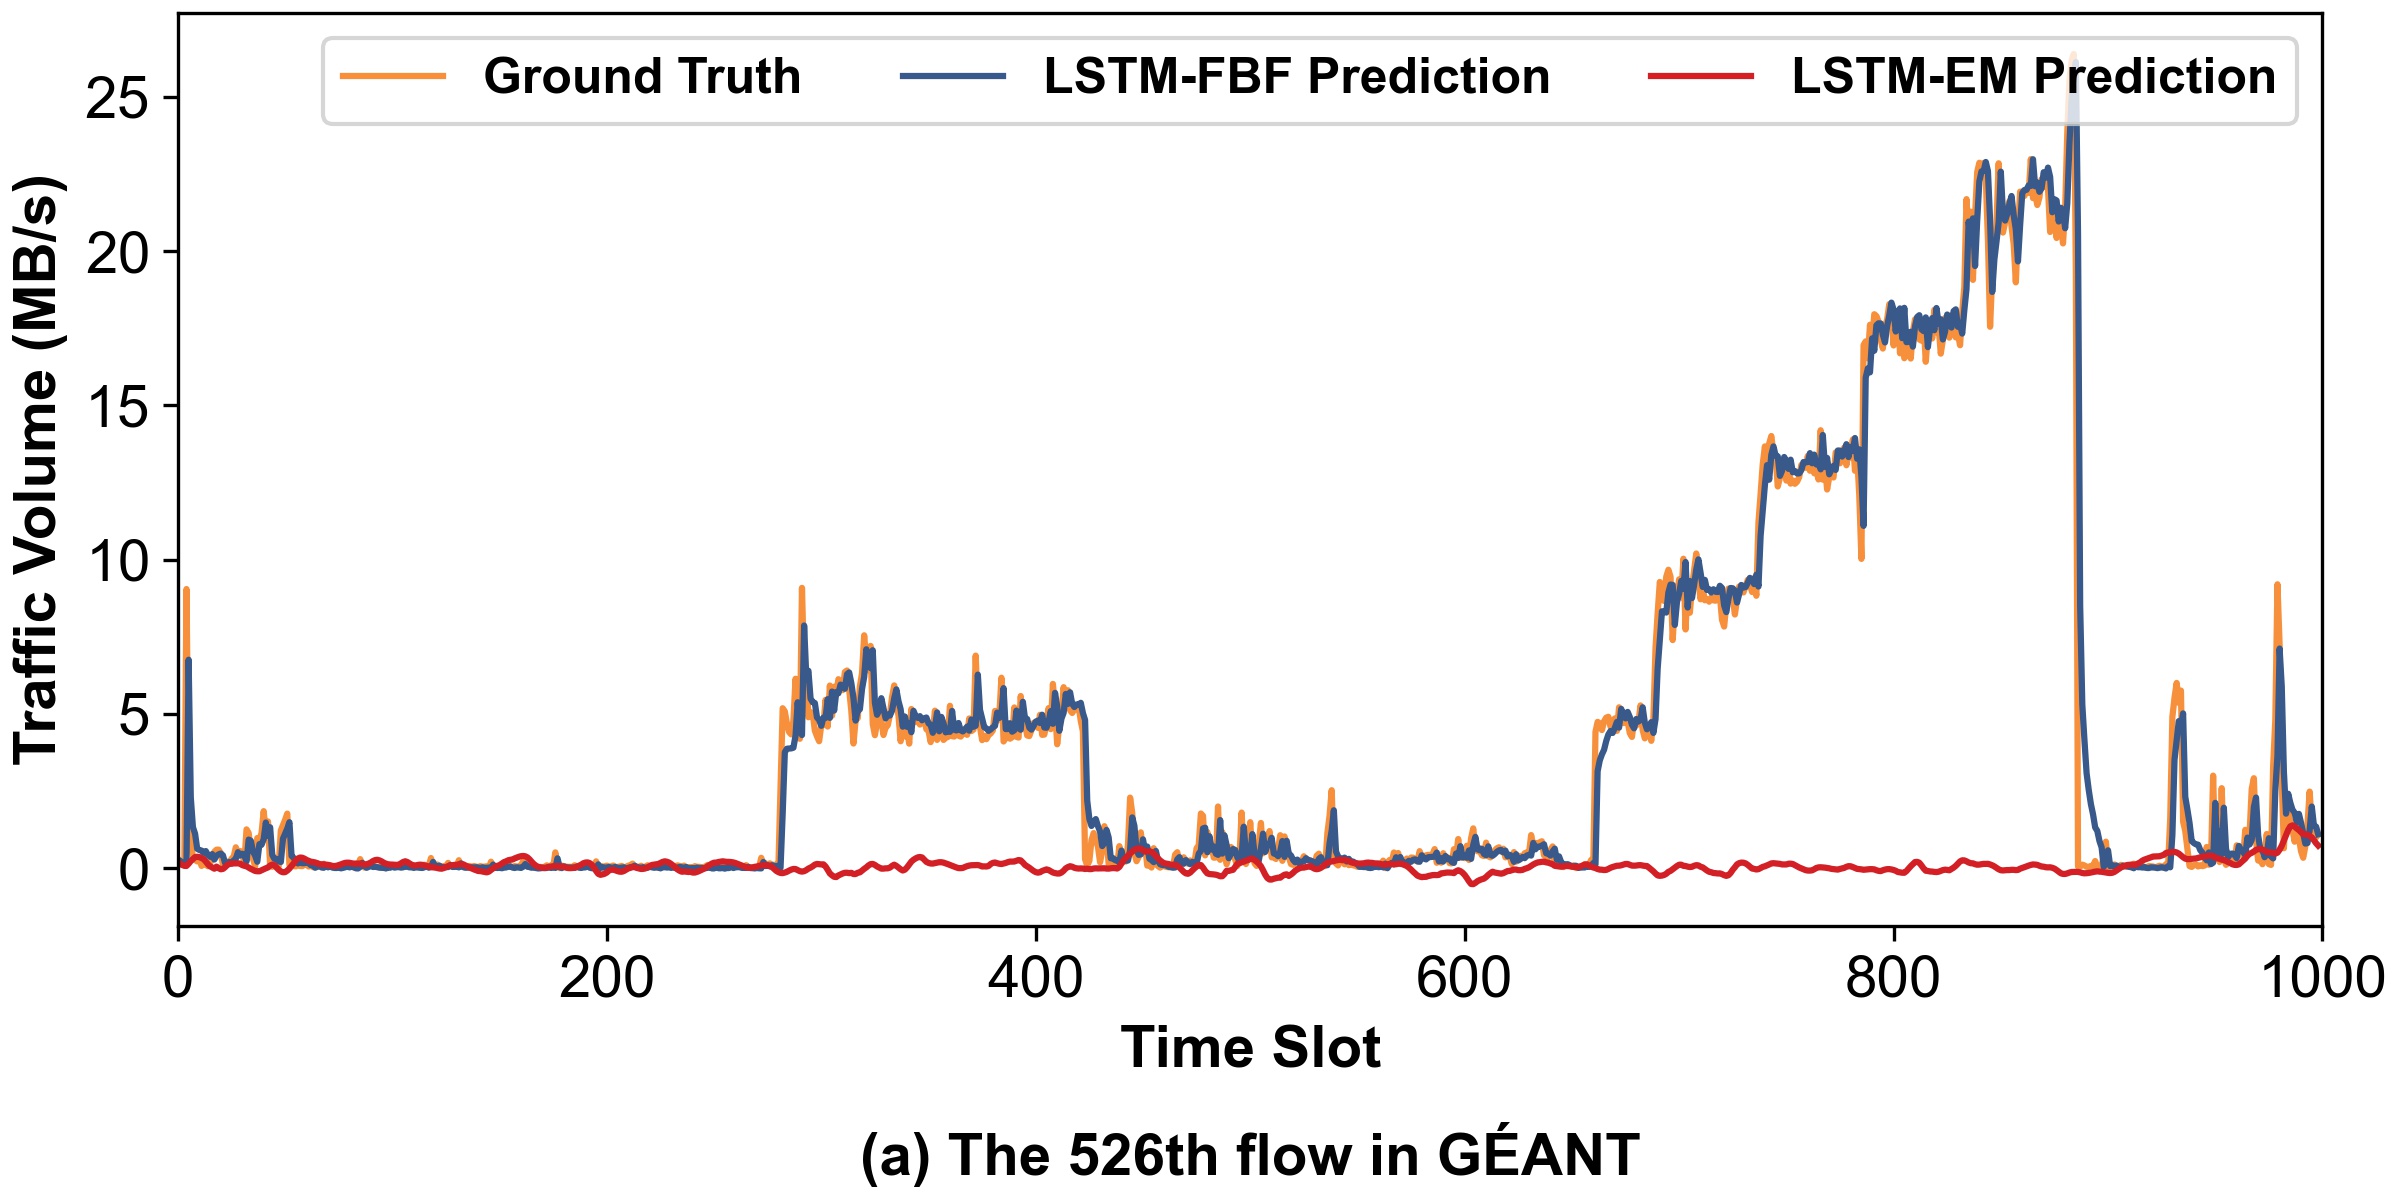 Ground Truth LSTM-FBF Prediction LSTM-EM Prediction
Traffic Volume (MB/s)
25
20
15
10
5
0
0 200 400 600 800 1000
Time Slot
(a) The 526th flow in GÉANT